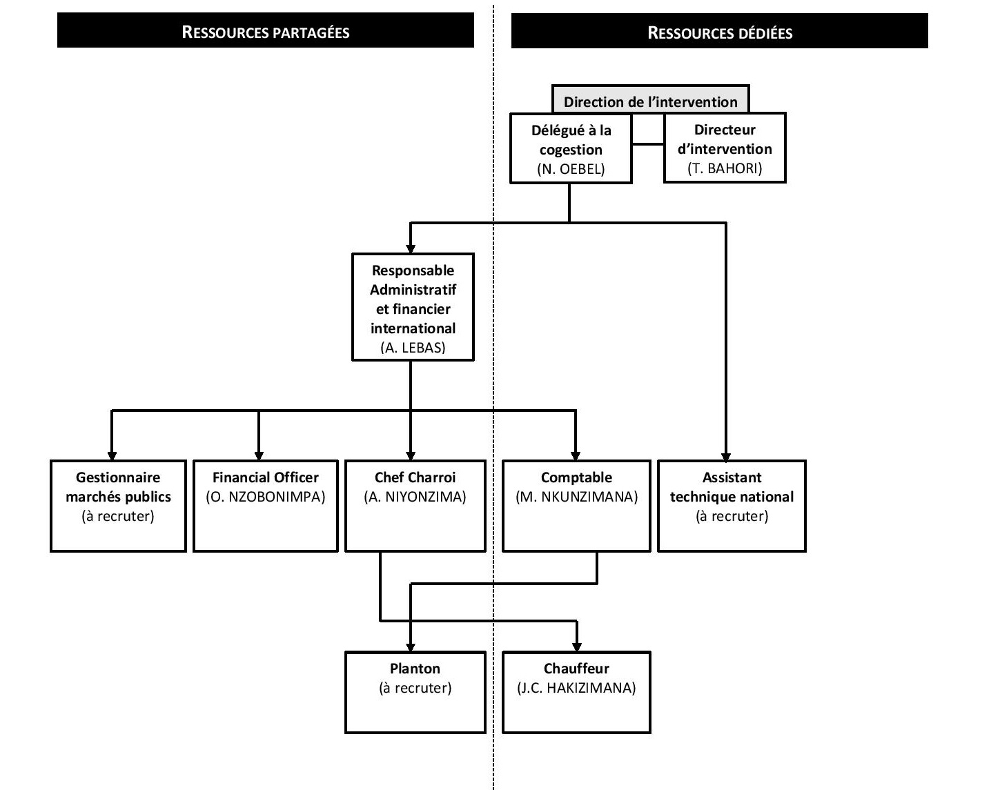 RESSOURCES PARTAGÉES
RESSOURCES DÉDIÉES
Direction de l’intervention
Délégué à la
cogestion
(N. OEBEL)
Directeur
d’intervention
(T. BAHORI)
Responsable
Administratif
et financier
international
(A. LEBAS)
Gestionnaire
marchés publics
(à recruter)
Financial Officer
(O. NZOBONIMPA)
Chef Charroi
(A. NIYONZIMA)
Comptable
(M. NKUNZIMANA)
Assistant
technique national
(à recruter)
Planton
(à recruter)
Chauffeur
(J.C. HAKIZIMANA)